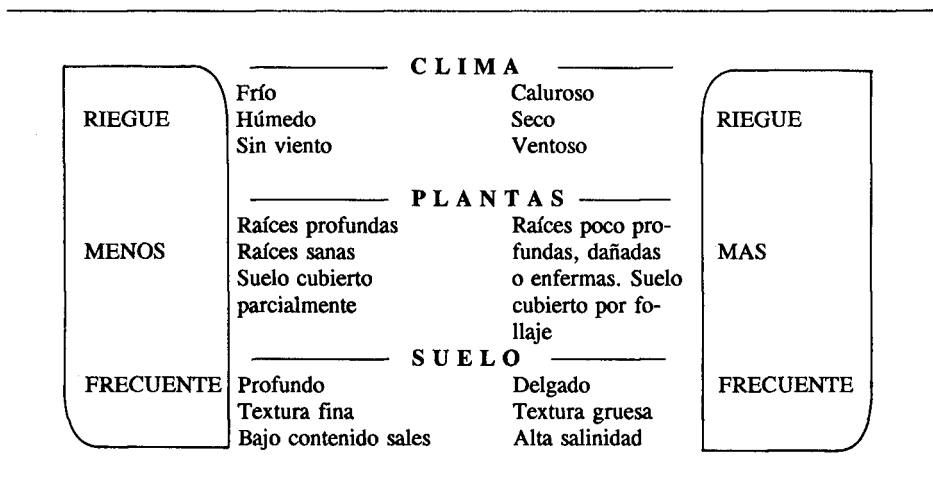 CLIMA
Frío Caluroso
RIEGUE Húmedo Seco RIEGUE
Sin viento Ventoso
PLANTAS
Raíces profundas Raíces poco pro-
MENOS Raíces sanas fundas, dañadas MAS
Suelo cubierto o enfermas. Suelo
parcialmente cubierto por fo-
llaje
SUELO
FRECUENTE Profundo Delgado FRECUENTE
Textura fina Textura gruesa
Bajo contenido sales Alta salinidad